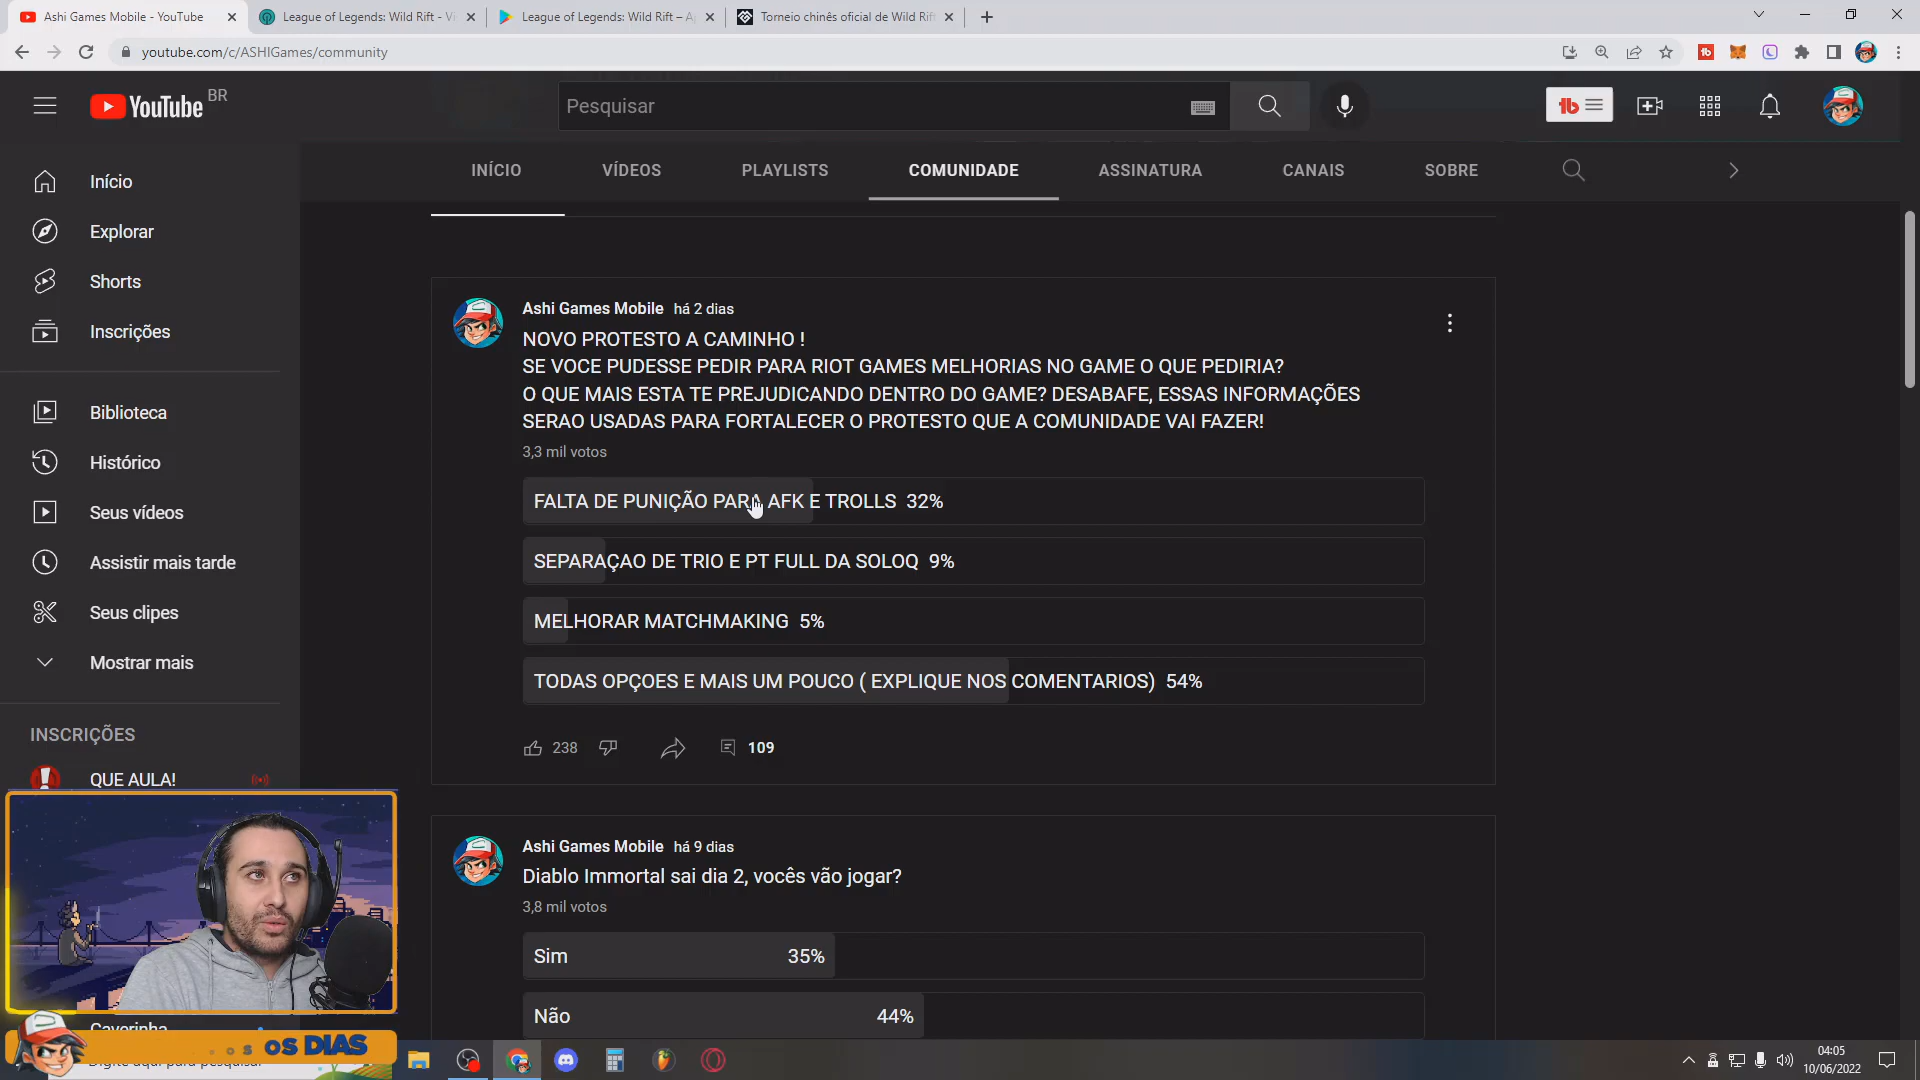 Ashi Games Mobile - YouTube
League of Legends: Wild Rift - Vi
League of Legends: Wild Rift – A
Torneio chinês oficial de Wild Rift
youtube.com/c/ASHIGames/community
YouTube BR
Pesquisar
INÍCIO
VÍDEOS
PLAYLISTS
COMUNIDADE
ASSINATURA
CANAIS
SOBRE
Início
Explorar
Shorts
Inscrições
Biblioteca
Histórico
Seus vídeos
Assistir mais tarde
Seus clipes
Mostrar mais
INSCRIÇÕES
QUE AULA!
Ashi Games Mobile há 2 dias
NOVO PROTESTO A CAMINHO !
SE VOCE PUDESSE PEDIR PARA RIOT GAMES MELHORIAS NO GAME O QUE PEDIRIA?
O QUE MAIS ESTA TE PREJUDICANDO DENTRO DO GAME? DESABAFE, ESSAS INFORMAÇÕES
SERAO USADAS PARA FORTALECER O PROTESTO QUE A COMUNIDADE VAI FAZER!
3,3 mil votos
FALTA DE PUNIÇÃO PARA AFK E TROLLS 32%
SEPARAÇAO DE TRIO E PT FULL DA SOLOQ 9%
MELHORAR MATCHMAKING 5%
TODAS OPÇOES E MAIS UM POUCO ( EXPLIQUE NOS COMENTARIOS) 54%
238
109
Ashi Games Mobile há 9 dias
Diablo Immortal sai dia 2, vocês vão jogar?
3,8 mil votos
Sim 35%
Não 44%
OS DIAS
04:05
10/06/2022